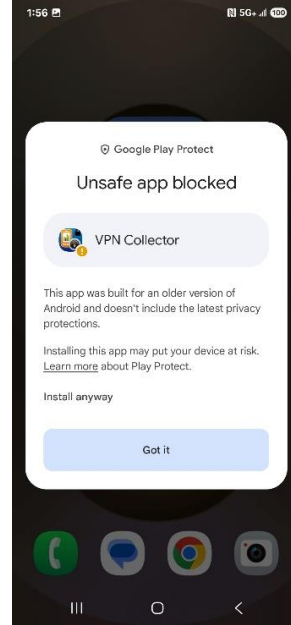 1:56
5G+ 100
Google Play Protect
Unsafe app blocked
VPN Collector
This app was built for an older version of
Android and doesn't include the latest privacy
protections.
Installing this app may put your device at risk.
Learn more about Play Protect.
Install anyway
Got it